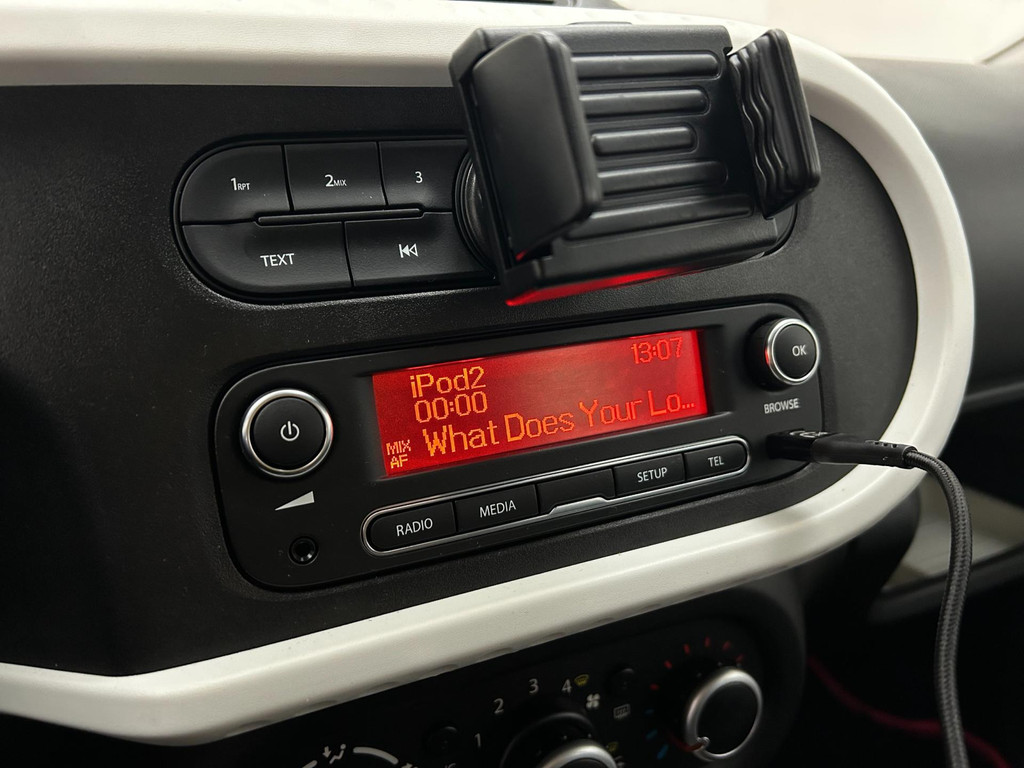 1RPT 2MIX 3
TEXT
13:07
iPod2
00:00
What Does Your Lo...
MIX
AF
OK
BROWSE
RADIO MEDIA SETUP TEL
1 2 3 4